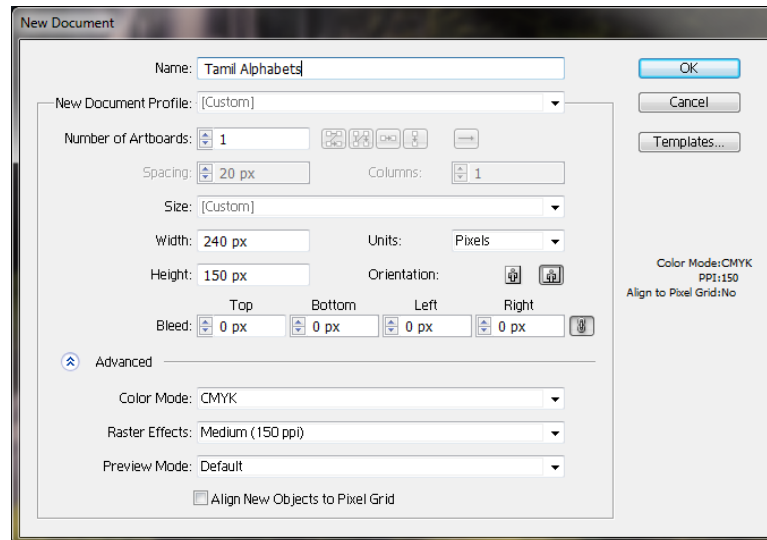 New Document
Name: Tamil Alphabets
OK
New Document Profile: [Custom]
Cancel
Number of Artboards: 1
Templates...
Spacing: 20 px Columns: 1
Size: [Custom]
Width: 240 px Units: Pixels
Height: 150 px Orientation:
Color Mode:CMYK
PPI:150
Align to Pixel Grid:No
Top Bottom Left Right
Bleed: 0 px 0 px 0 px 0 px
Advanced
Color Mode: CMYK
Raster Effects: Medium (150 ppi)
Preview Mode: Default
Align New Objects to Pixel Grid